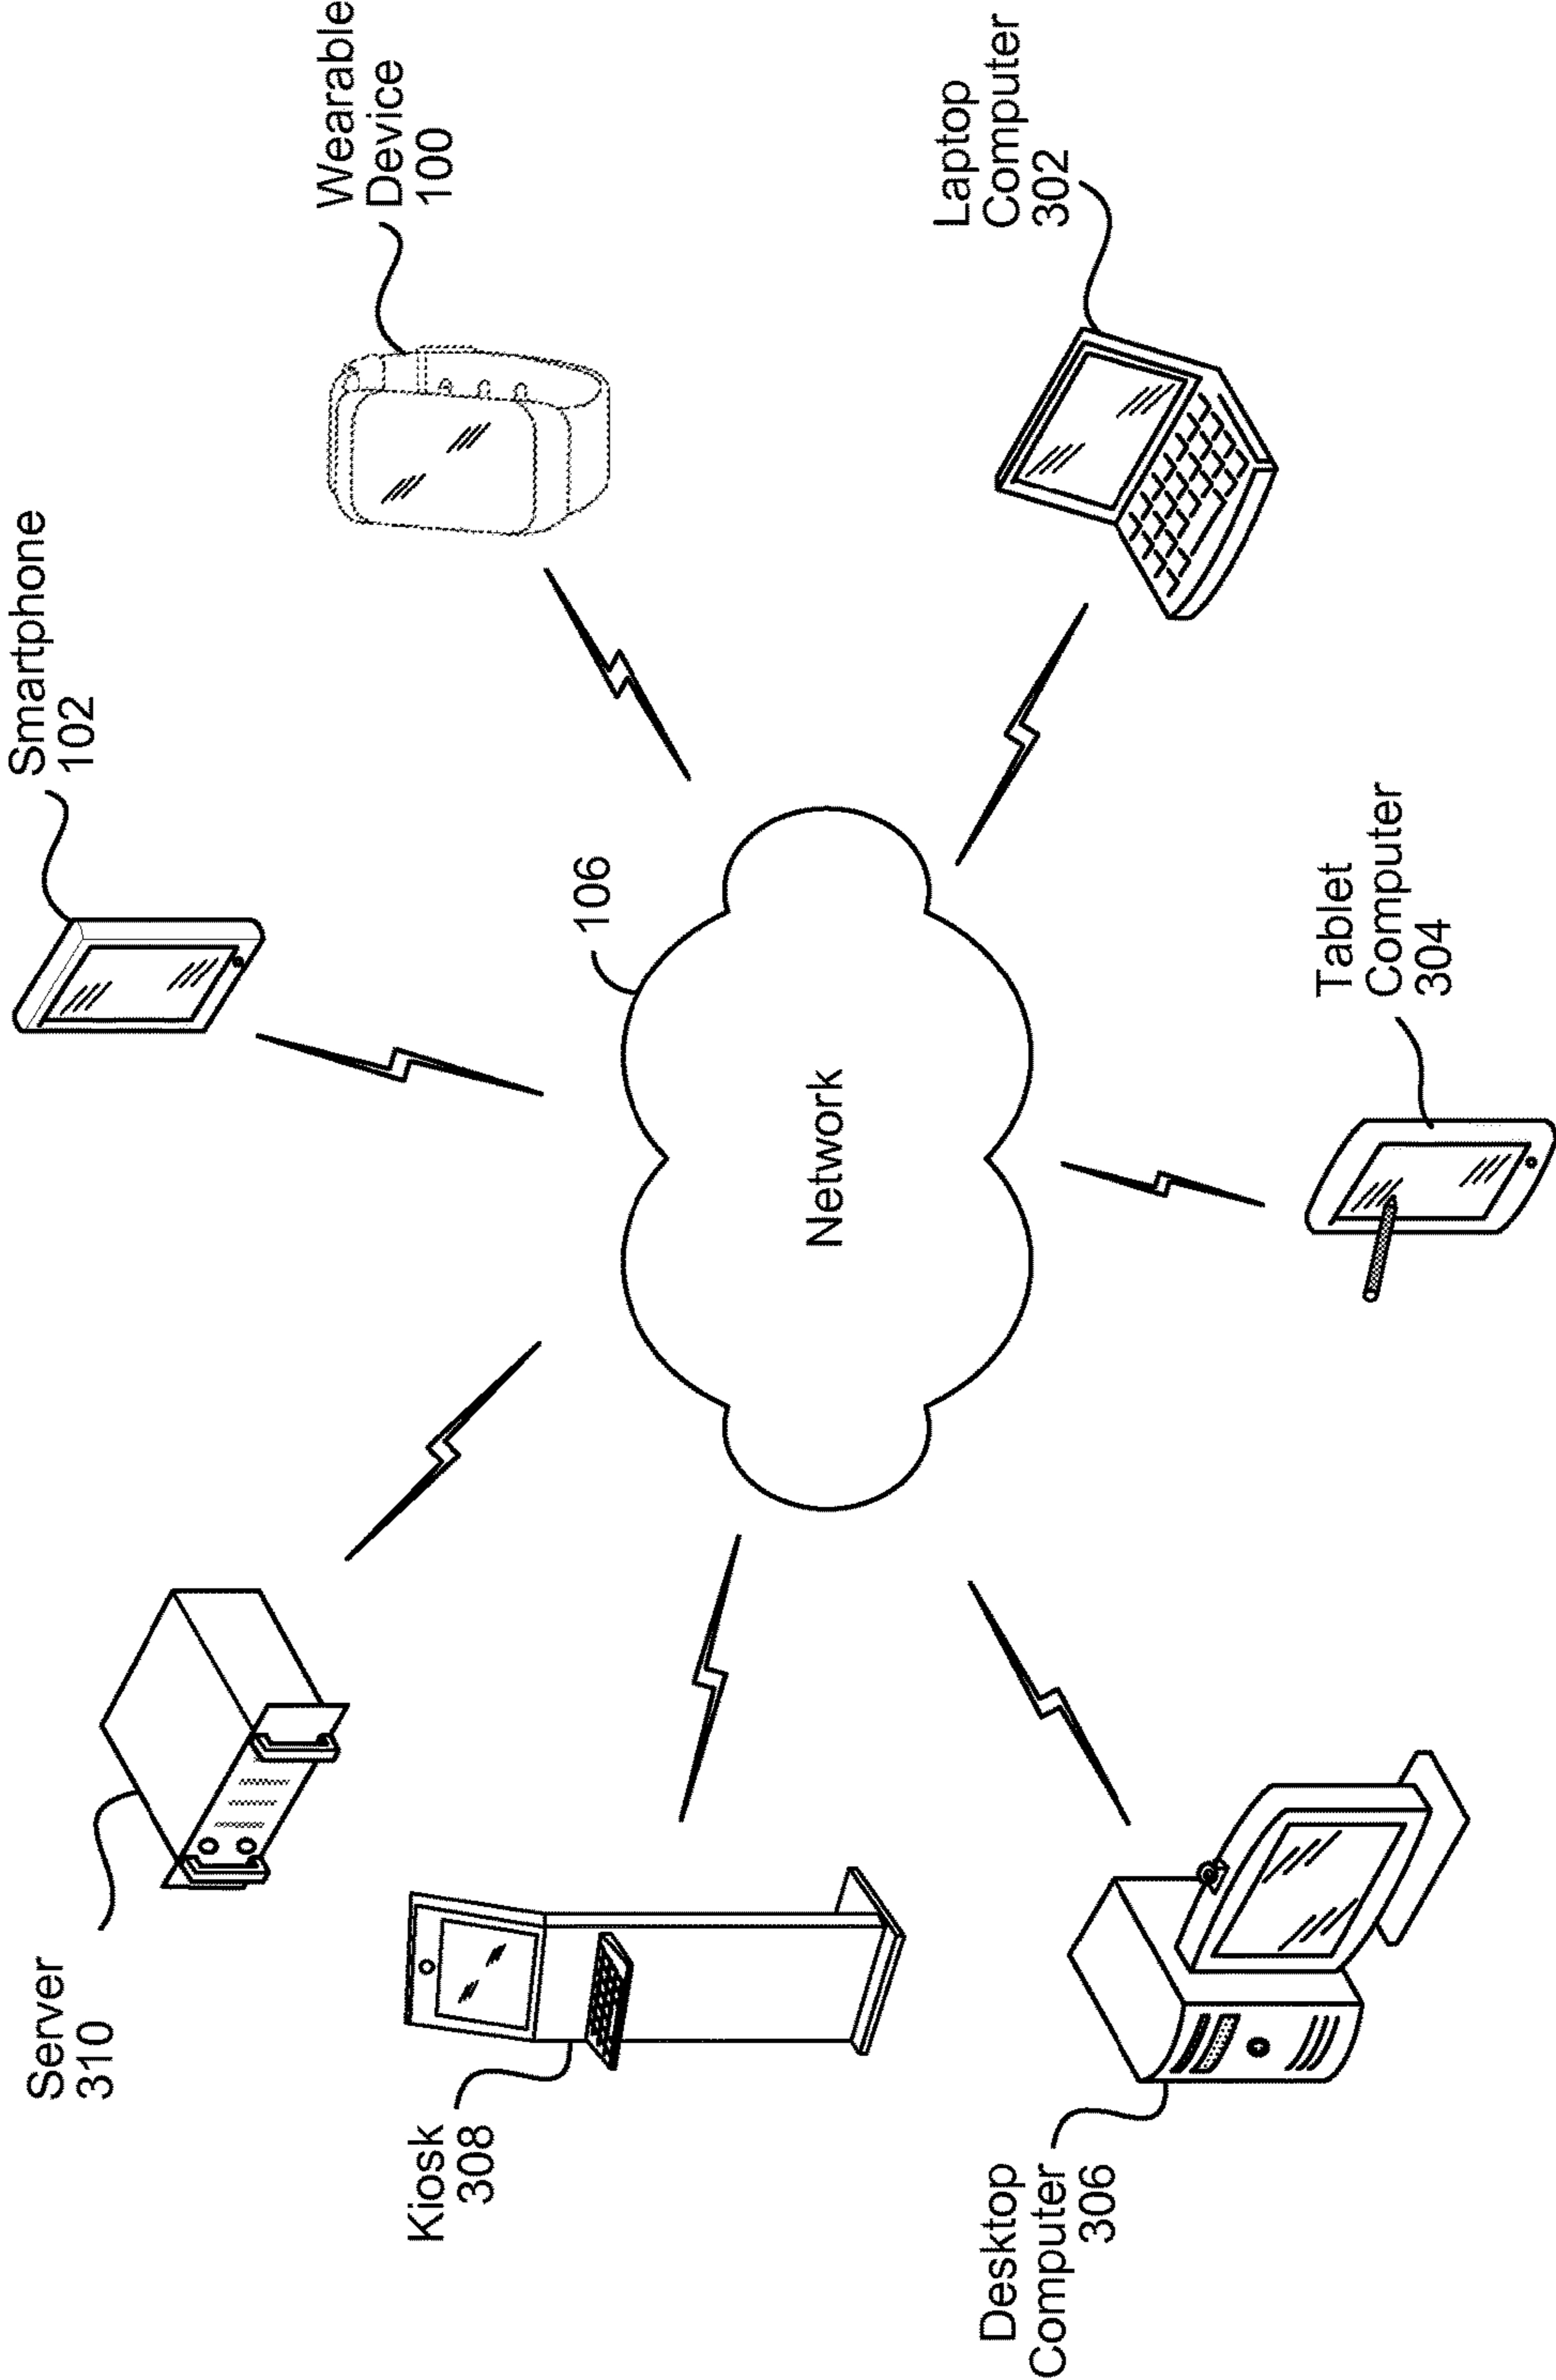 Server
310
Smartphone
102
Wearable
Device
100
Kiosk
308
106
Network
Desktop
Computer
306
Tablet
Computer
304
Laptop
Computer
302